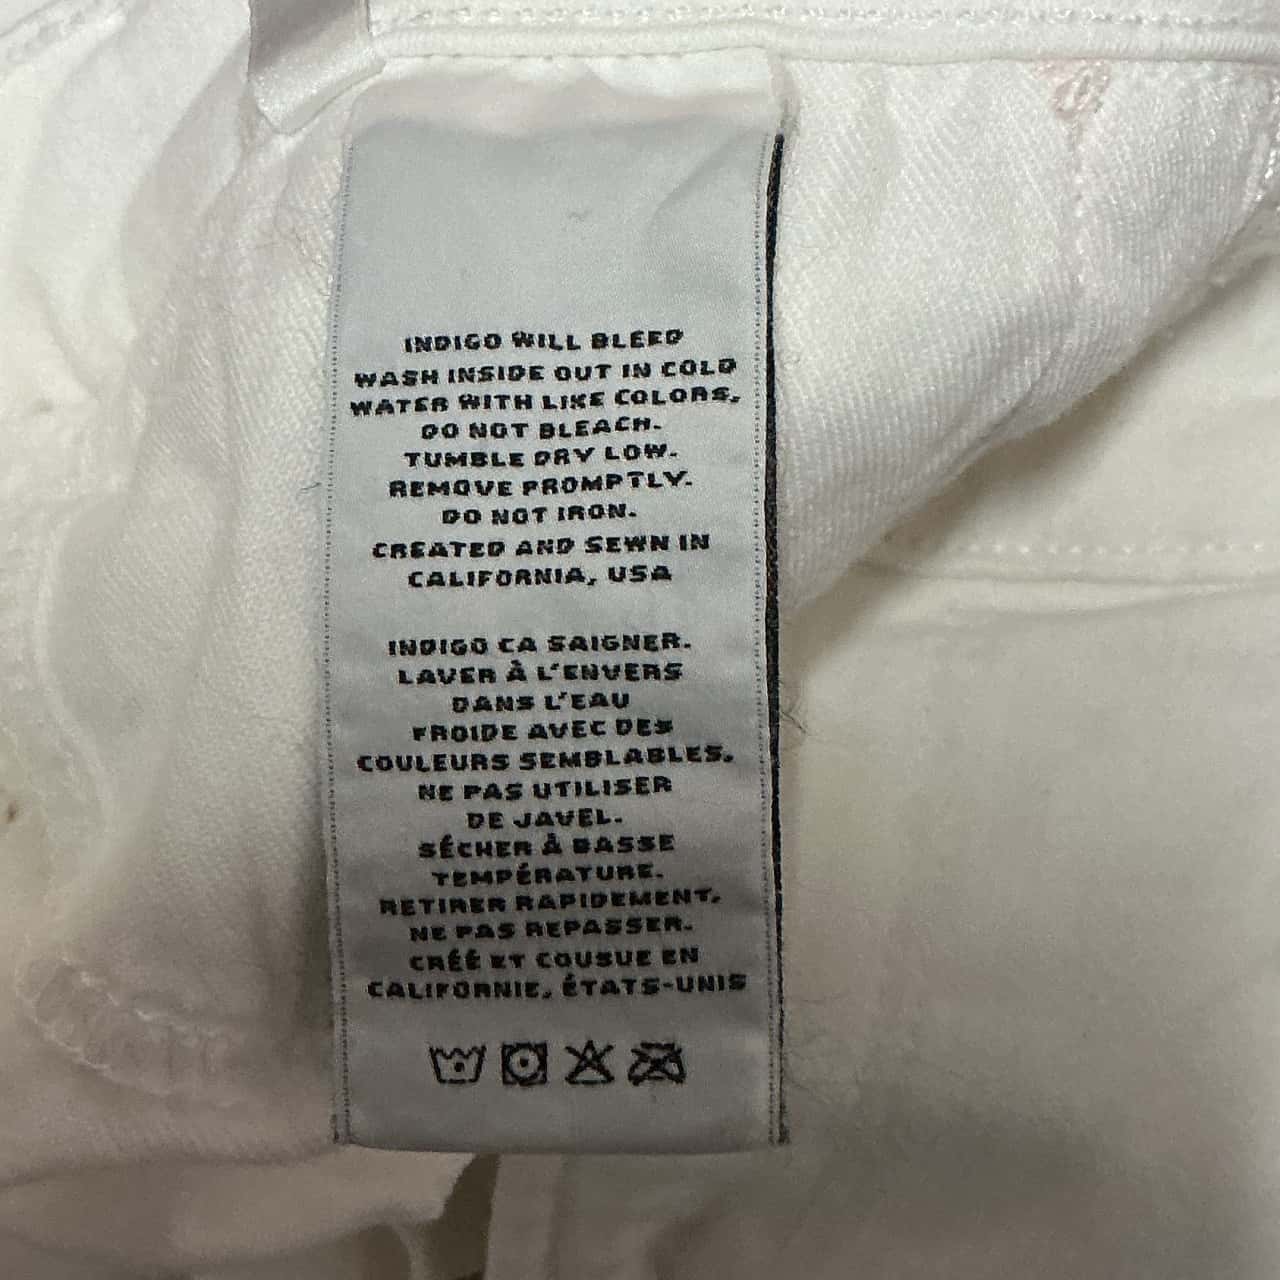 INDIGO WILL BLEED
WASH INSIDE OUT IN COLD
WATER WITH LIKE COLORS.
DO NOT BLEACH.
TUMBLE DRY LOW.
REMOVE PROMPTLY.
DO NOT IRON.
CREATED AND SEWN IN
CALIFORNIA, USA
INDIGO CA SAIGNER.
LAVER À L'ENVERS
DANS L'EAU
FROIDE AVEC DES
COULEURS SEMBLABLES.
NE PAS UTILISER
DE JAVEL.
SÉCHER À BASSE
TEMPÉRATURE.
RETIRER RAPIDEMENT.
NE PAS REPASSER.
CRÉÉ ET COUSUE EN
CALIFORNIE, ÉTATS-UNIS